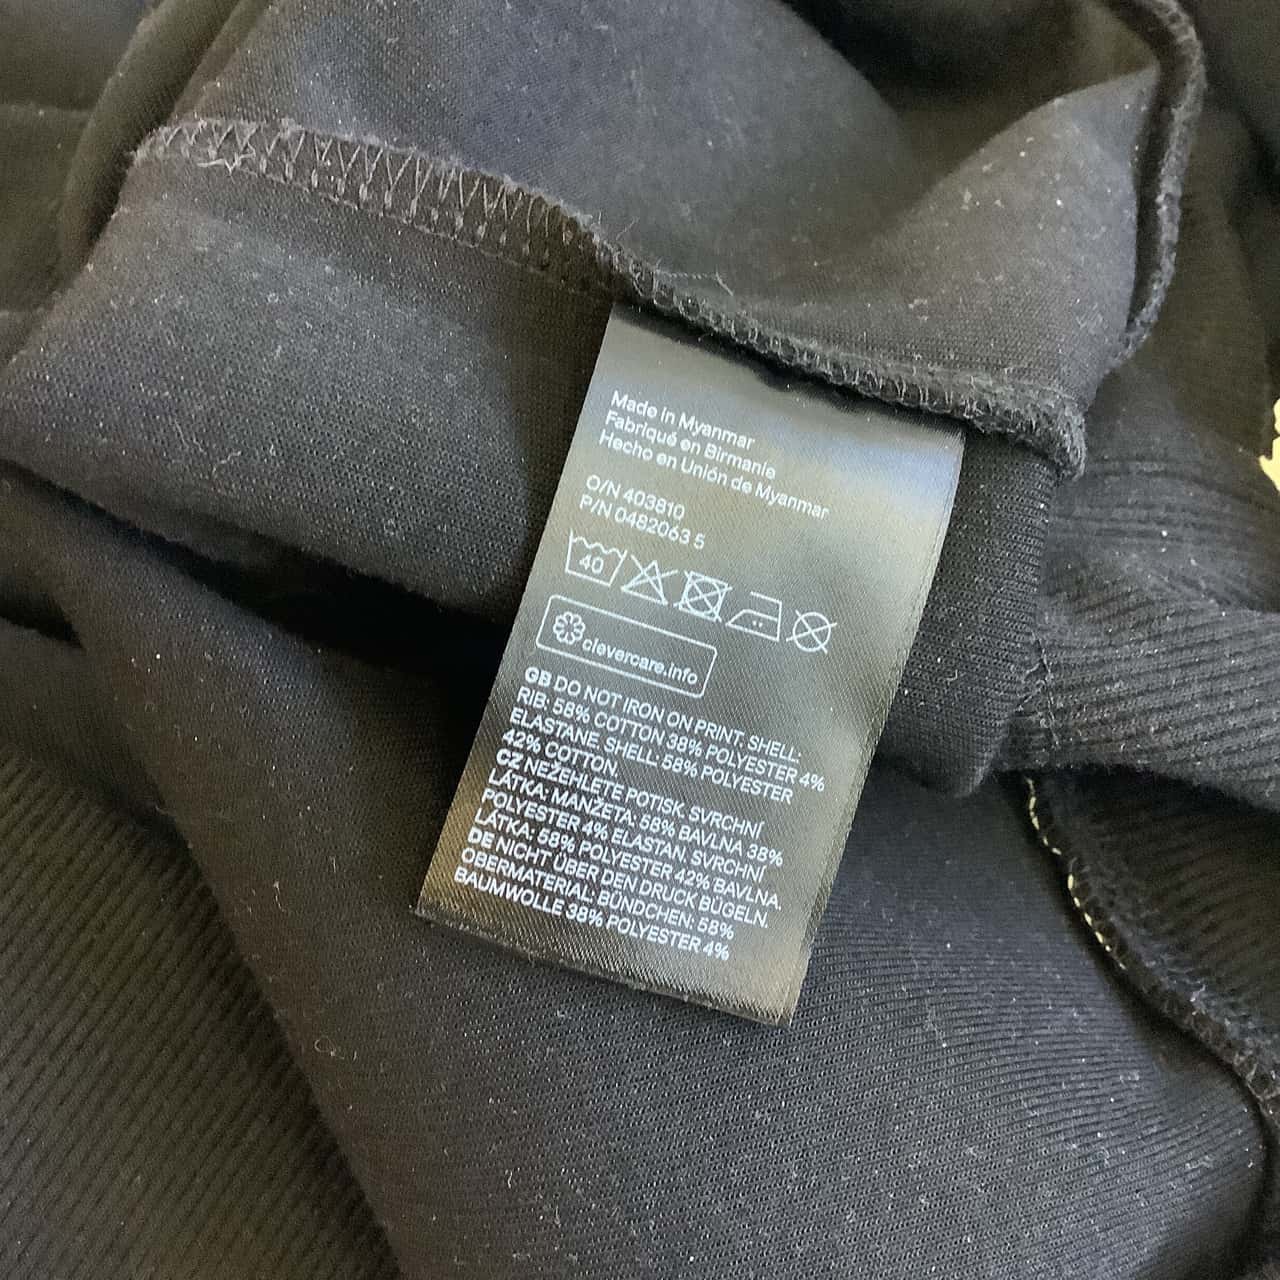 Made in Myanmar
Fabriqué en Birmanie
Hecho en Unión de Myanmar
O/N 403810
P/N 0482063 5
40
clevercare.info
GB DO NOT IRON ON PRINT. SHELL:
RIB: 58% COTTON 38% POLYESTER 4%
ELASTANE. SHELL: 58% POLYESTER
42% COTTON.
CZ NEŽEHLETE POTISK. SVRCHNÍ
LÁTKA: MANŽETA: 58% BAVLNA 38%
POLYESTER 4% ELASTAN. SVRCHNÍ
LÁTKA: 58% POLYESTER 42% BAVLNA.
DE NICHT ÜBER DEN DRUCK BÜGELN.
OBERMATERIAL: BÜNDCHEN: 58%
BAUMWOLLE 38% POLYESTER 4%